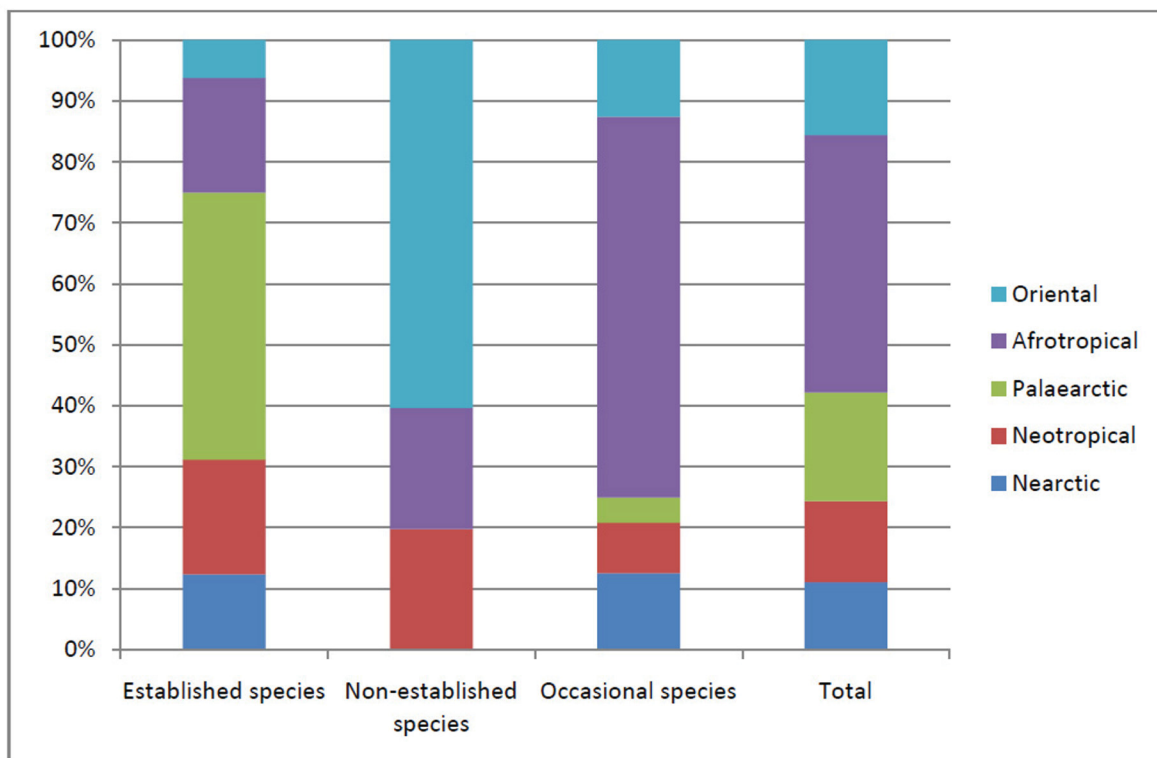 100%
90%
80%
70%
60%
50%
40%
30%
20%
10%
0%
Established species
Non-established
species
Occasional species
Total
Oriental
Afrotropical
Palaearctic
Neotropical
Nearctic